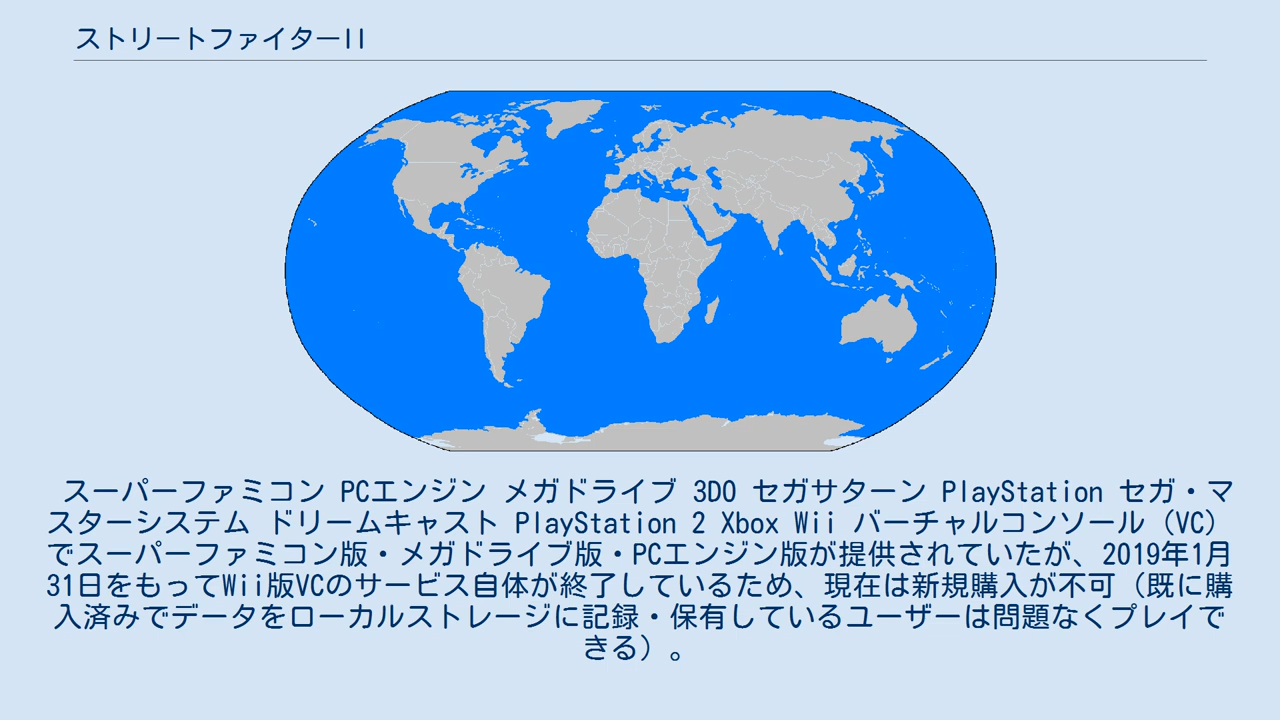 ストリートファイターII
スーパーファミコン PCエンジン メガドライブ 3DO セガサターン PlayStation セガ・マ
スターシステム ドリームキャスト PlayStation 2 Xbox Wii バーチャルコンソール（VC）
でスーパーファミコン版・メガドライブ版・PCエンジン版が提供されていたが、2019年1月
31日をもってWii版VCのサービス自体が終了しているため、現在は新規購入が不可（既に購
入済みでデータをローカルストレージに記録・保有しているユーザーは問題なくプレイで
きる）。